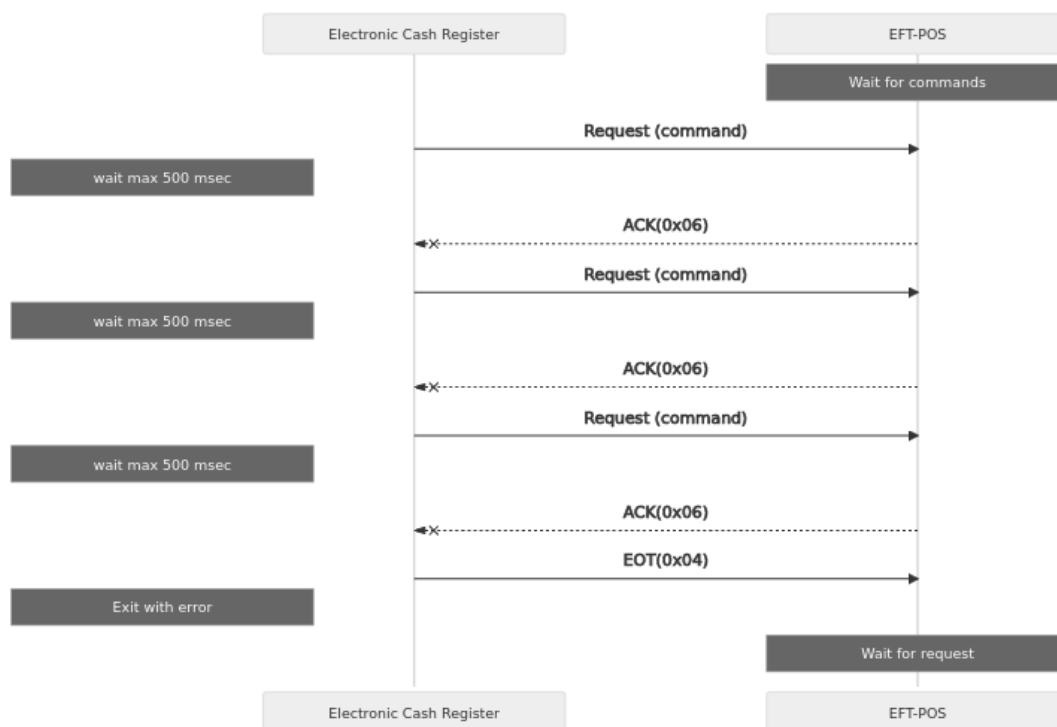 Electronic Cash Register
EFT-POS
Wait for commands
Request (command)
wait max 500 msec
ACK(0x06)
Request (command)
wait max 500 msec
ACK(0x06)
Request (command)
wait max 500 msec
ACK(0x06)
EOT(0x04)
Exit with error
Wait for request
Electronic Cash Register
EFT-POS